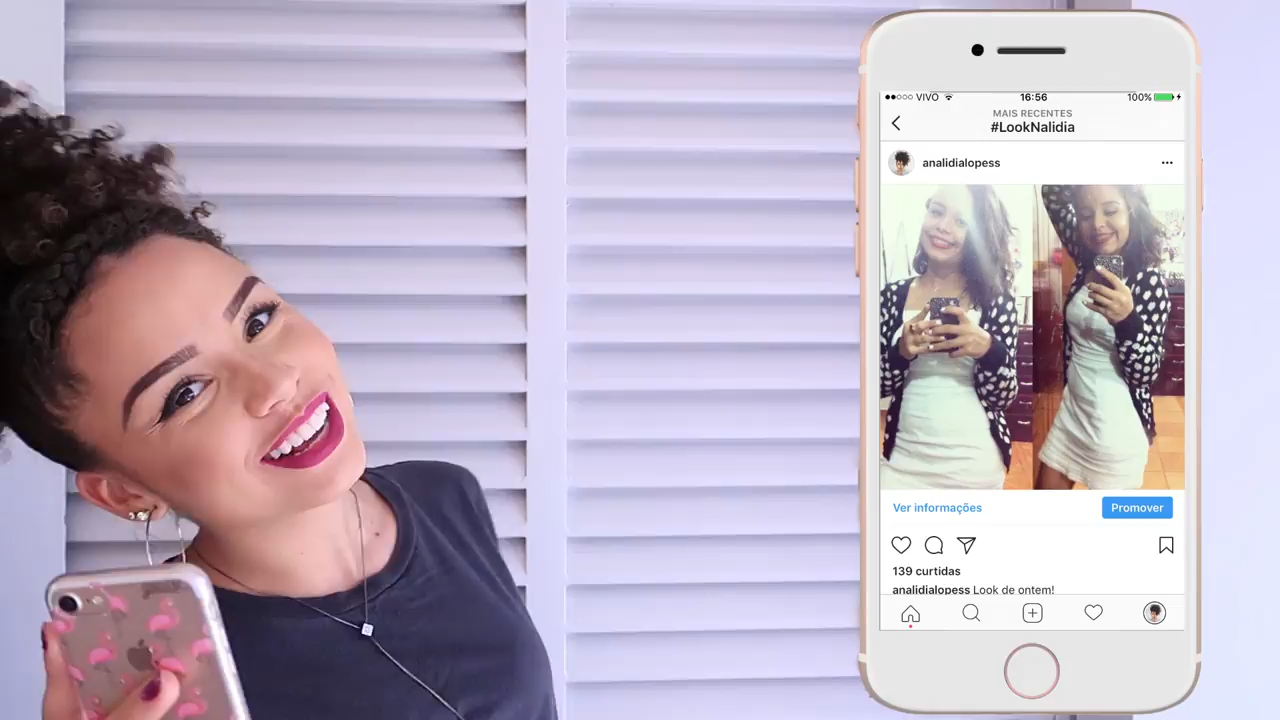 VIVO 16:56 100%
MAIS RECENTES
#LookNalidia
analidialopess
Ver informações Promover
139 curtidas
analidialopess Look de ontem!